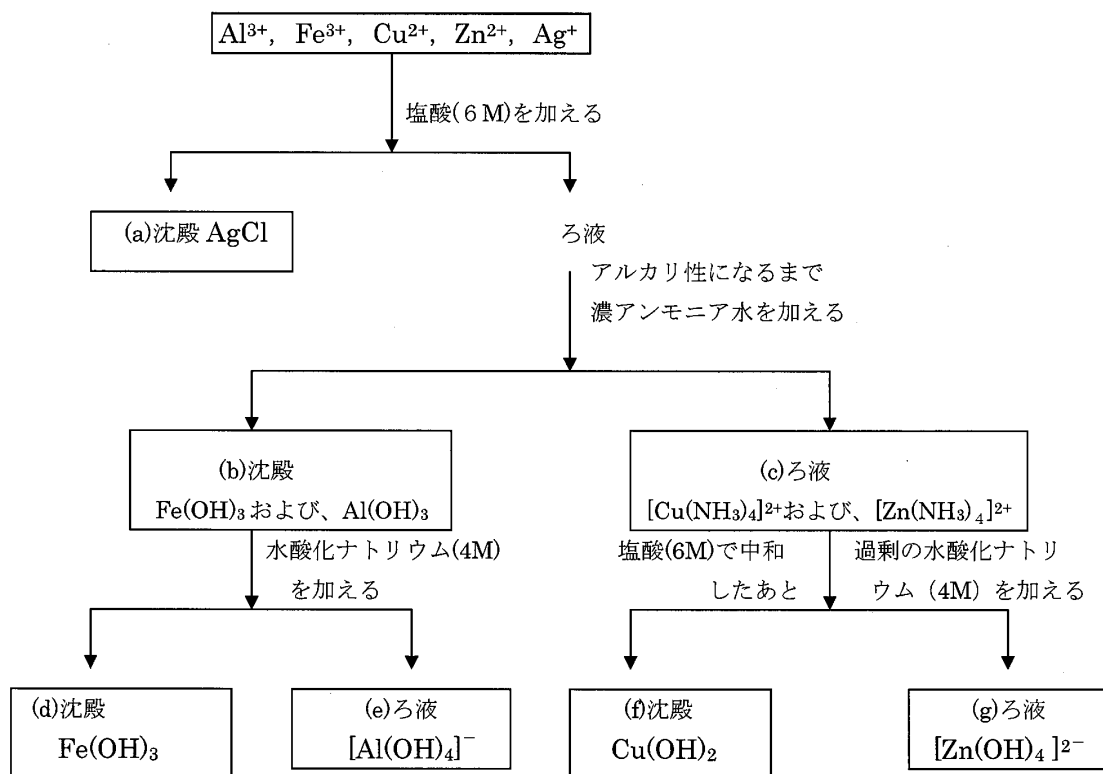 Al³⁺, Fe³⁺, Cu²⁺, Zn²⁺, Ag⁺
塩酸(6M)を加える
(a)沈殿 AgCl
ろ液
アルカリ性になるまで
濃アンモニア水を加える
(b)沈殿
Fe(OH)₃および、Al(OH)₃
(c)ろ液
[Cu(NH₃)₄]²⁺および、[Zn(NH₃)₄]²⁺
水酸化ナトリウム(4M)
を加える
塩酸(6M)で中和
したあと
過剰の水酸化ナトリ
ウム(4M)を加える
(d)沈殿
Fe(OH)₃
(e)ろ液
[Al(OH)₄]⁻
(f)沈殿
Cu(OH)₂
(g)ろ液
[Zn(OH)₄]²⁻